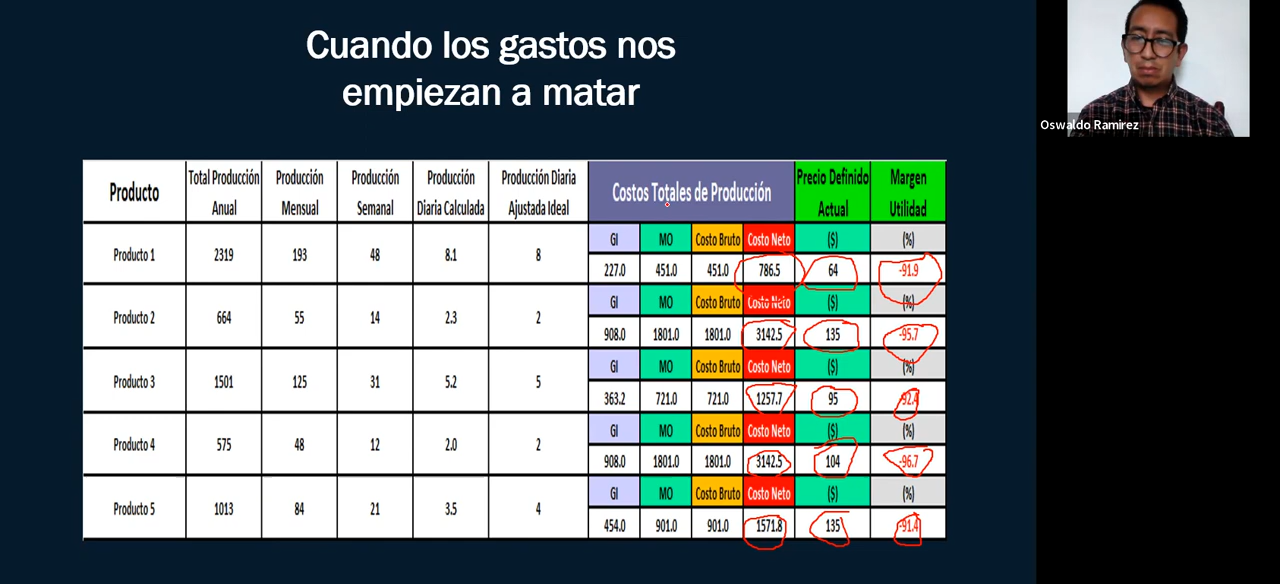 Cuando los gastos nos
empiezan a matar
Oswaldo Ramirez
Producto Total Producción Anual Producción Mensual Producción Semanal Producción Diaria Calculada Producción Diaria Ajustada Ideal Costos Totales de Producción Precio Definido Actual Margen Utilidad
GI MO Costo Bruto Costo Neto ($) (%)
Producto 1 2319 193 48 8.1 8 227.0 451.0 451.0 786.5 64 -91.9
GI MO Costo Bruto Costo Neto ($) (%)
Producto 2 664 55 14 2.3 2 908.0 1801.0 1801.0 3142.5 135 -95.7
GI MO Costo Bruto Costo Neto ($) (%)
Producto 3 1501 125 31 5.2 5 363.2 721.0 721.0 1257.7 95 -92.4
GI MO Costo Bruto Costo Neto ($) (%)
Producto 4 575 48 12 2.0 2 908.0 1801.0 1801.0 3142.5 104 -96.7
GI MO Costo Bruto Costo Neto ($) (%)
Producto 5 1013 84 21 3.5 4 454.0 901.0 901.0 1571.8 135 -91.4